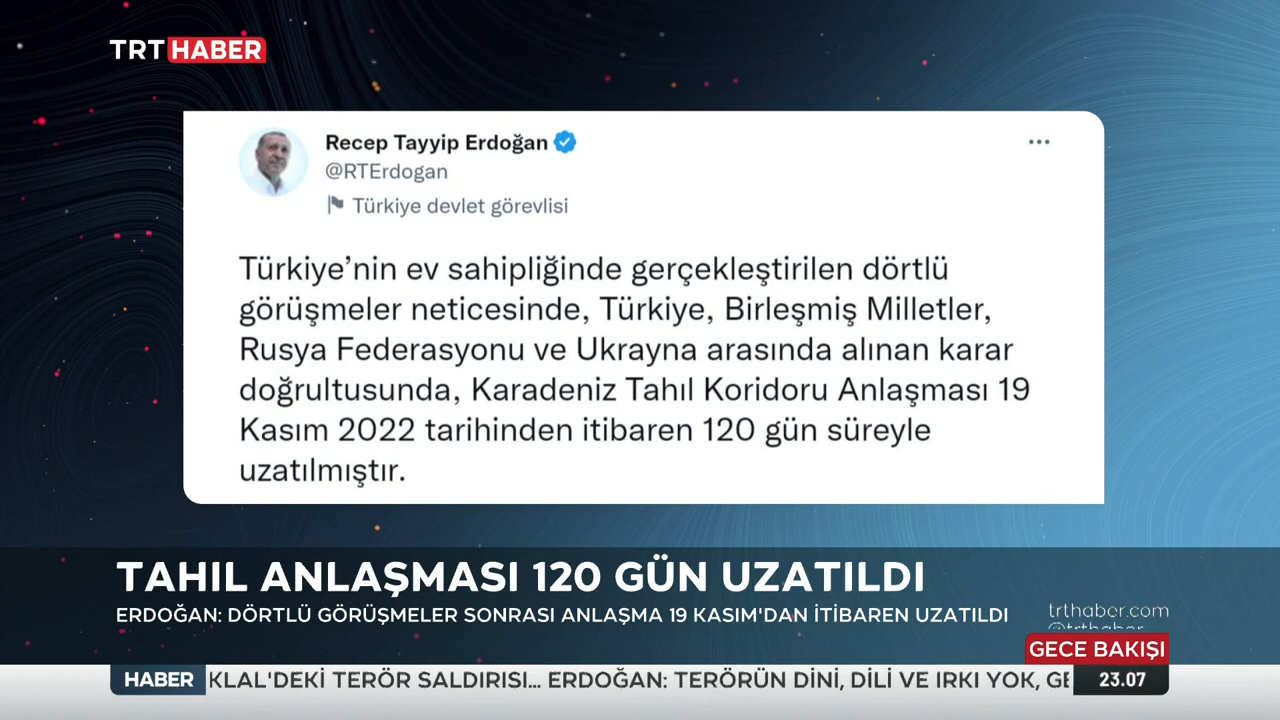 TRT HABER
Recep Tayyip Erdoğan
@RTErdogan
Türkiye devlet görevlisi
Türkiye’nin ev sahipliğinde gerçekleştirilen dörtlü
görüşmeler neticesinde, Türkiye, Birleşmiş Milletler,
Rusya Federasyonu ve Ukrayna arasında alınan karar
doğrultusunda, Karadeniz Tahıl Koridoru Anlaşması 19
Kasım 2022 tarihinden itibaren 120 gün süreyle
uzatılmıştır.
TAHIL ANLAŞMASI 120 GÜN UZATILDI
ERDOĞAN: DÖRTLÜ GÖRÜŞMELER SONRASI ANLAŞMA 19 KASIM'DAN İTİBAREN UZATILDI
trthaber.com
@trthaber
GECE BAKIŞI
HABER KLAL'DEKİ TERÖR SALDIRISI... ERDOĞAN: TERÖRÜN DİNİ, DİLİ VE IRKI YOK, 23.07